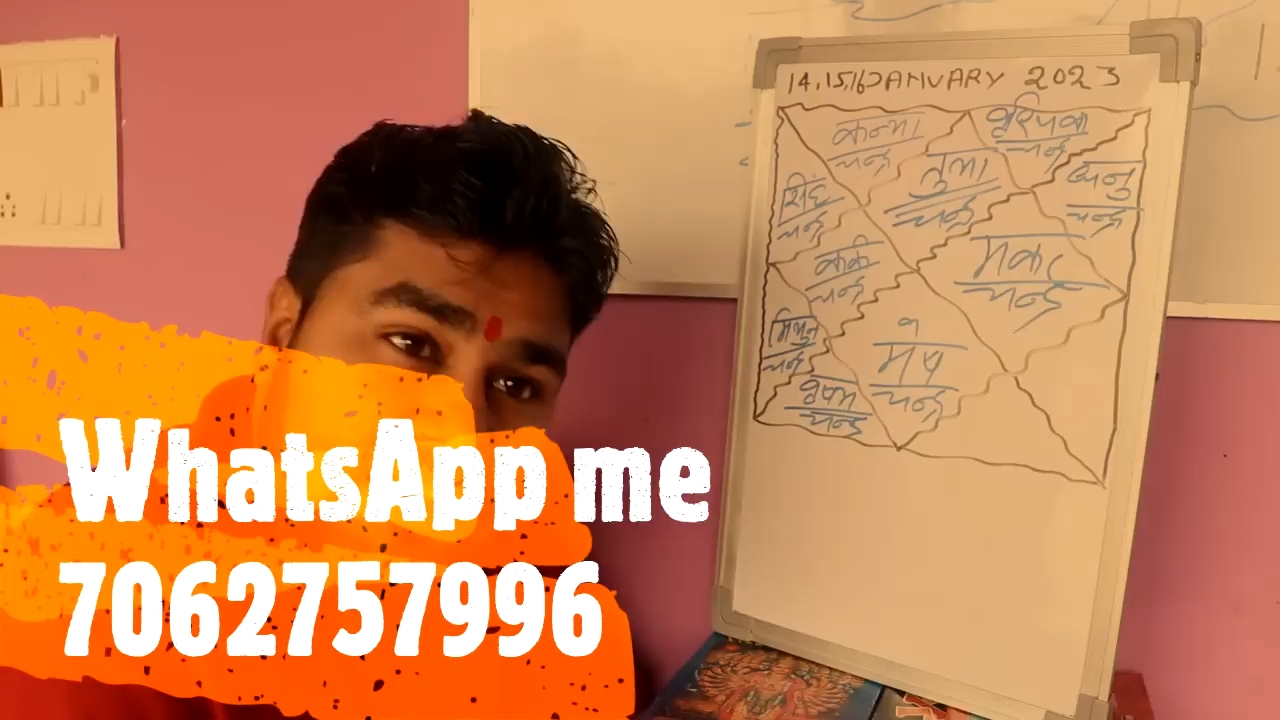 14,15,16 JANUARY 2023
कन्या
चन्द्र
वृश्चिक
चन्द्र
तुला
चन्द्र
धनु
चन्द्र
सिंह
चन्द्र
कर्क
चन्द्र
मकर
चन्द्र
मिथुन
चन्द्र
मेष
चन्द्र
वृषभ
चन्द्र
WhatsApp me
7062757996